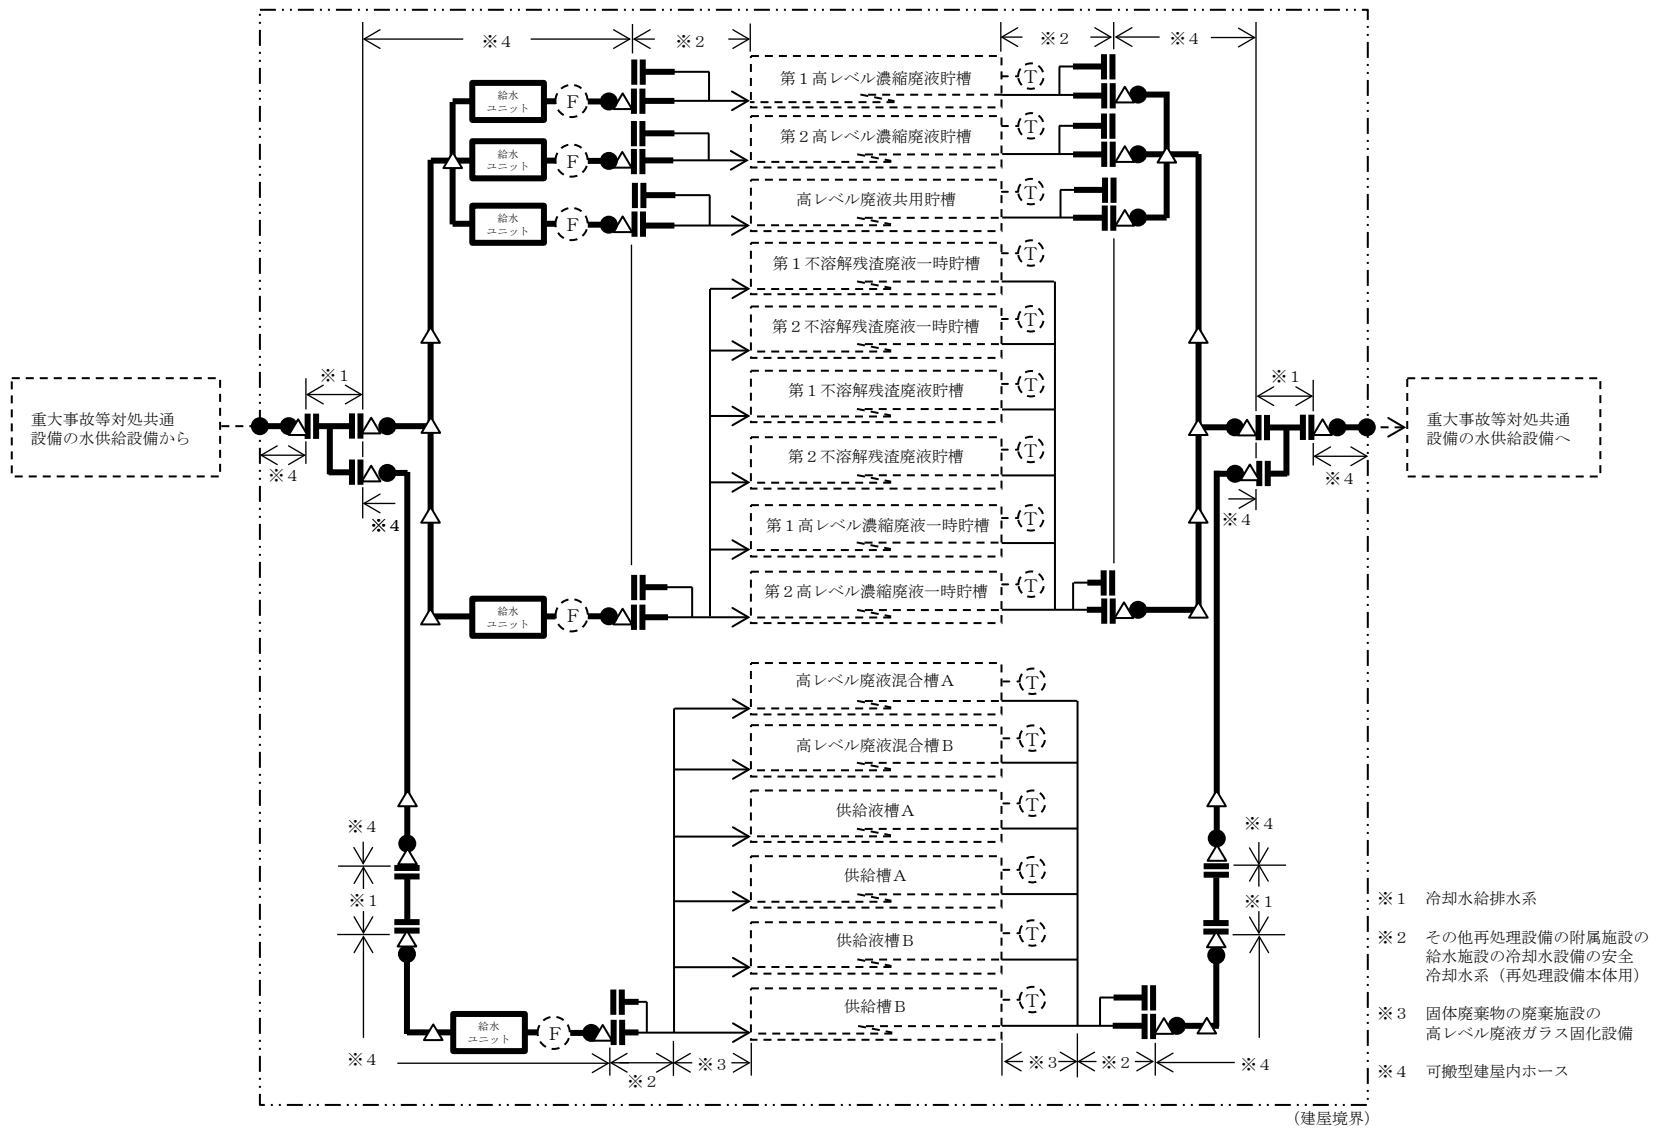 ※4
※2
※2
※4
給水
ユニット
F
第1高レベル濃縮廃液貯槽
T
給水
ユニット
F
第2高レベル濃縮廃液貯槽
T
給水
ユニット
F
高レベル廃液共用貯槽
T
第1不溶解残渣廃液一時貯槽
T
第2不溶解残渣廃液一時貯槽
T
第1不溶解残渣廃液貯槽
T
第2不溶解残渣廃液貯槽
T
第1高レベル濃縮廃液一時貯槽
T
給水
ユニット
F
第2高レベル濃縮廃液一時貯槽
T
※1
重大事故等対処共通
設備の水供給設備から
※4
※4
※1
重大事故等対処共通
設備の水供給設備へ
※4
※4
高レベル廃液混合槽A
T
高レベル廃液混合槽B
T
供給液槽A
T
供給槽A
T
供給液槽B
T
給水
ユニット
F
供給槽B
T
※4
※1
※4
※2
※3
※3
※2
※4
※4
※1
※1 冷却水給排水系
※2 その他再処理設備の附属施設の
給水施設の冷却水設備の安全
冷却水系（再処理設備本体用）
※3 固体廃棄物の廃棄施設の
高レベル廃液ガラス固化設備
※4 可搬型建屋内ホース
（建屋境界）